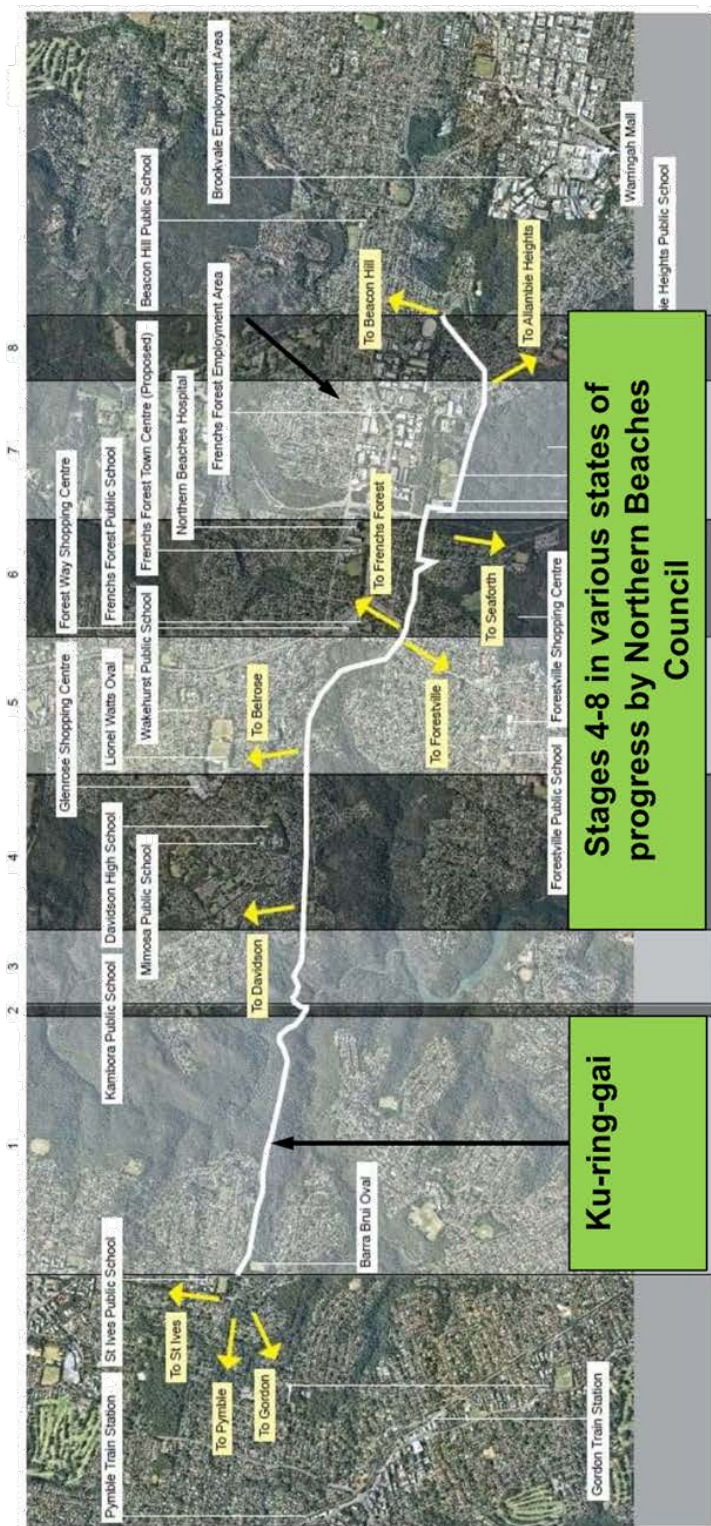 1
2
3
4
5
6
7
8
Pymble Train Station
St Ives Public School
Kambora Public School
Davidson High School
Mimosa Public School
Glenrose Shopping Centre
Lionel Watts Oval
Wakehurst Public School
Forest Way Shopping Centre
Frenchs Forest Public School
Frenchs Forest Town Centre (Proposed)
Northern Beaches Hospital
Frenchs Forest Employment Area
Beacon Hill Public School
Brookvale Employment Area
To St Ives
To Pymble
To Gordon
To Davidson
To Belrose
To Forestville
To Frenchs Forest
To Seaforth
To Beacon Hill
To Allambie Heights
Gordon Train Station
Barra Brui Oval
Forestville Public School
Forestville Shopping Centre
Warringah Mall
ie Heights Public School
Ku-ring-gai
Stages 4-8 in various states of
progress by Northern Beaches
Council